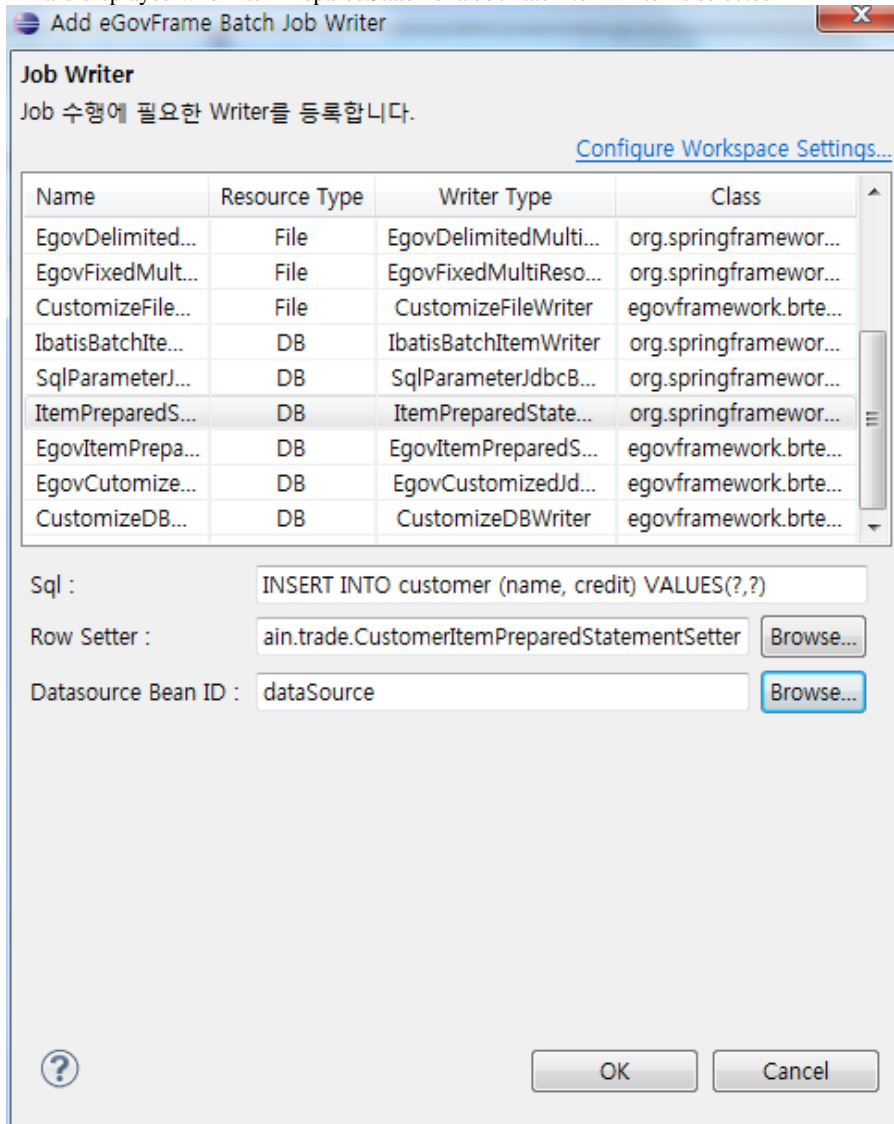 Add eGovFrame Batch Job Writer
Job Writer
Job 수행에 필요한 Writer를 등록합니다.
Configure Workspace Settings...
Name Resource Type Writer Type Class
EgovDelimited... File EgovDelimitedMulti... org.springframewor...
EgovFixedMult... File EgovFixedMultiReso... org.springframewor...
CustomizeFile... File CustomizeFileWriter egovframework.brte...
IbatisBatchIte... DB IbatisBatchItemWriter org.springframewor...
SqlParameterJ... DB SqlParameterJdbcB... org.springframewor...
ItemPreparedS... DB ItemPreparedState... org.springframewor...
EgovItemPrepa... DB EgovItemPreparedS... egovframework.brte...
EgovCutomize... DB EgovCustomizedJd... egovframework.brte...
CustomizeDB... DB CustomizeDBWriter egovframework.brte...
Sql : INSERT INTO customer (name, credit) VALUES(?,?)
Row Setter : ain.trade.CustomerItemPreparedStatementSetter Browse...
Datasource Bean ID : dataSource Browse...
OK Cancel